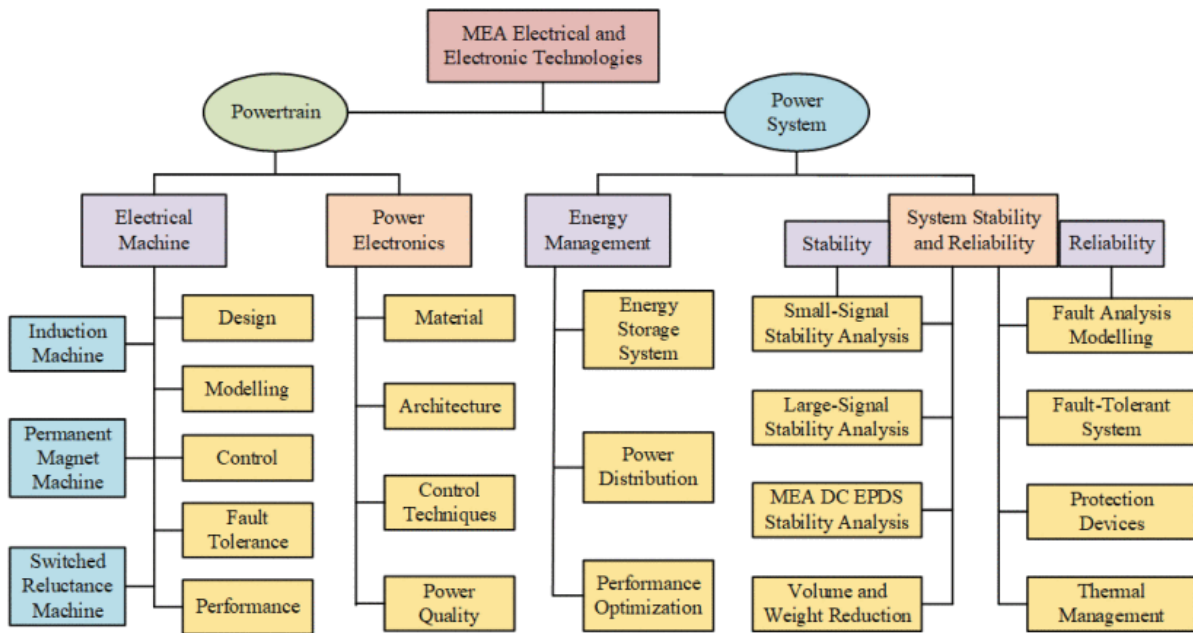 MEA Electrical and
Electronic Technologies
Powertrain
Power
System
Electrical
Machine
Power
Electronics
Energy
Management
Stability
System Stability
and Reliability
Reliability
Induction
Machine
Permanent
Magnet
Machine
Switched
Reluctance
Machine
Design
Modelling
Control
Fault
Tolerance
Performance
Material
Architecture
Control
Techniques
Power
Quality
Energy
Storage
System
Power
Distribution
Performance
Optimization
Small-Signal
Stability Analysis
Large-Signal
Stability Analysis
MEA DC EPDS
Stability Analysis
Volume and
Weight Reduction
Fault Analysis
Modelling
Fault-Tolerant
System
Protection
Devices
Thermal
Management